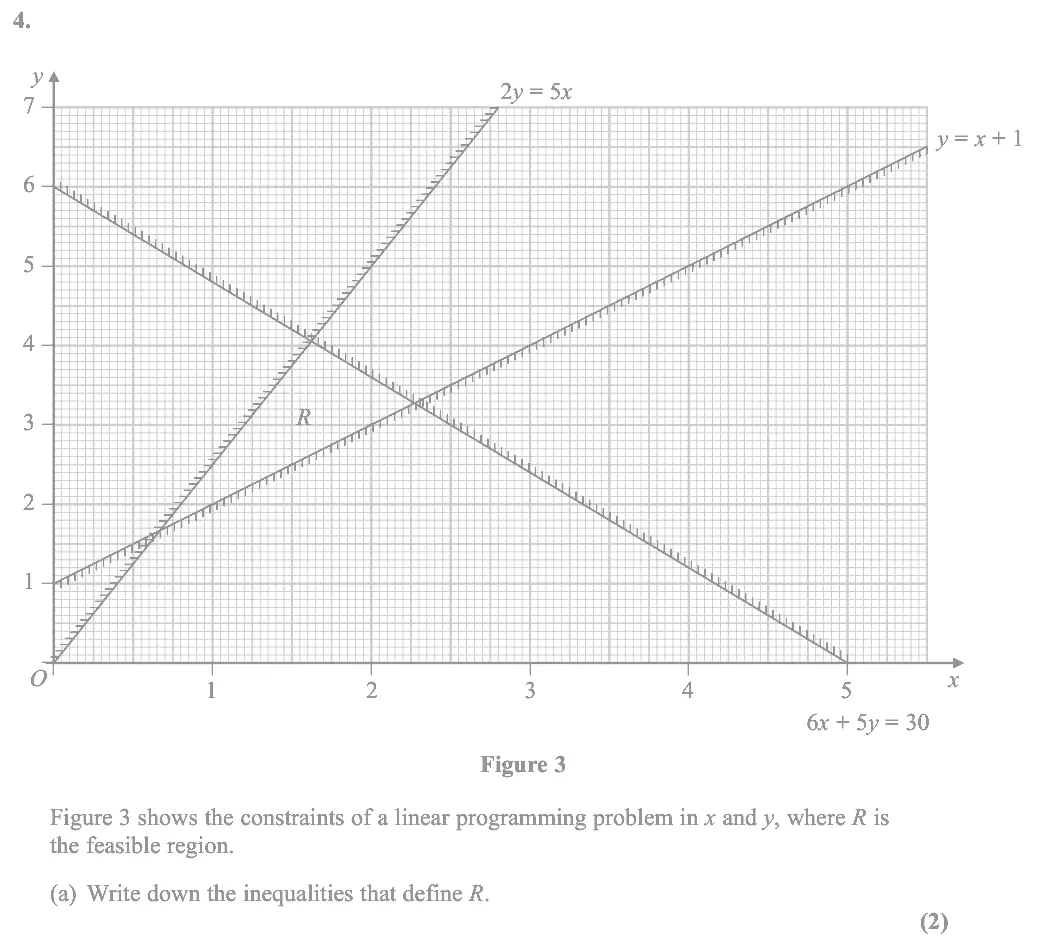 4.
y
2y = 5x
7
y = x + 1
6
5
4
R
3
2
1
O
1 2 3 4 5 x
6x + 5y = 30
Figure 3
Figure 3 shows the constraints of a linear programming problem in x and y, where R is
the feasible region.
(a) Write down the inequalities that define R.
(2)